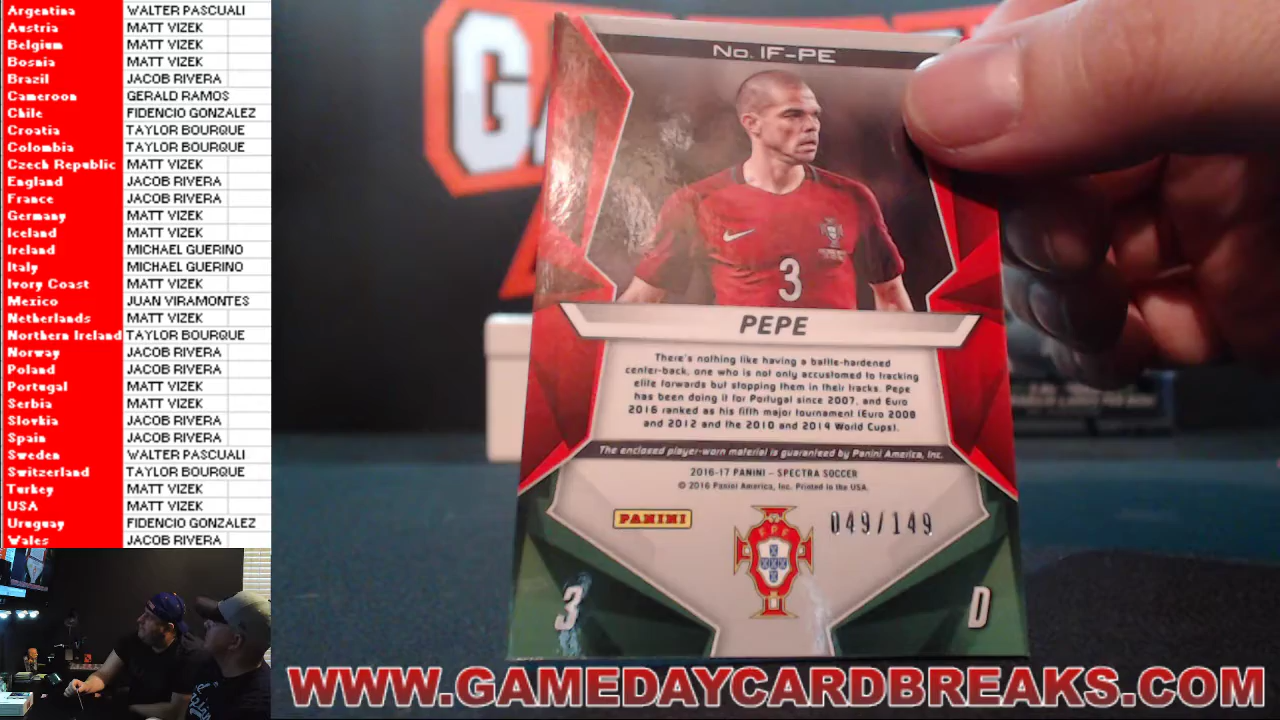 Argentina WALTER PASCUALI
Austria MATT VIZEK
Belgium MATT VIZEK
Bosnia MATT VIZEK
Brazil JACOB RIVERA
Cameroon GERALD RAMOS
Chile FIDENCIO GONZALEZ
Croatia TAYLOR BOURQUE
Colombia TAYLOR BOURQUE
Czech Republic MATT VIZEK
England JACOB RIVERA
France JACOB RIVERA
Germany MATT VIZEK
Iceland MATT VIZEK
Ireland MICHAEL GUERINO
Italy MICHAEL GUERINO
Ivory Coast MATT VIZEK
Mexico JUAN VIRAMONTES
Netherlands MATT VIZEK
Northern Ireland TAYLOR BOURQUE
Norway JACOB RIVERA
Poland JACOB RIVERA
Portugal MATT VIZEK
Serbia MATT VIZEK
Slovkia JACOB RIVERA
Spain JACOB RIVERA
Sweden WALTER PASCUALI
Switzerland TAYLOR BOURQUE
Turkey MATT VIZEK
USA MATT VIZEK
Uruguay FIDENCIO GONZALEZ
Wales JACOB RIVERA
GA
No. IF-PE
3
PEPE
There's nothing like having a battle-hardened
center-back, one who is not only accustomed to tracking
elite forwards but stopping them in their tracks. Pepe
has been doing it for Portugal since 2007, and Euro
2016 ranked as his fifth major tournament (Euro 2008
and 2012 and the 2010 and 2014 World Cups).
The enclosed player-worn material is guaranteed by Panini America, Inc.
2016-17 PANINI – SPECTRA SOCCER
© 2016 Panini America, Inc. Printed in the USA.
PANINI
FPF
049/149
3
D
WWW.GAMEDAYCARDBREAKS.COM